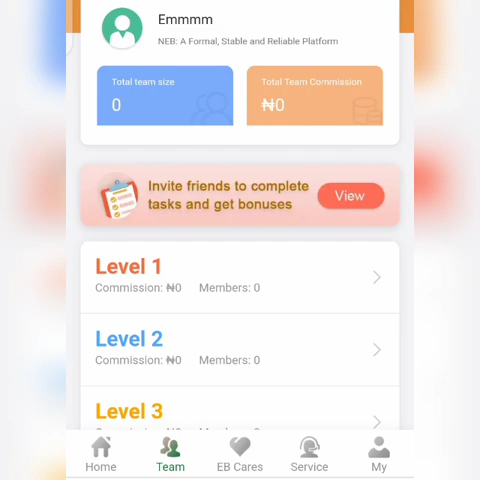 Emmmm
NEB: A Formal, Stable and Reliable Platform
Total team size
0
Total Team Commission
₦0
Invite friends to complete
tasks and get bonuses
View
Level 1
Commission: ₦0 Members: 0
Level 2
Commission: ₦0 Members: 0
Level 3
Home
Team
EB Cares
Service
My